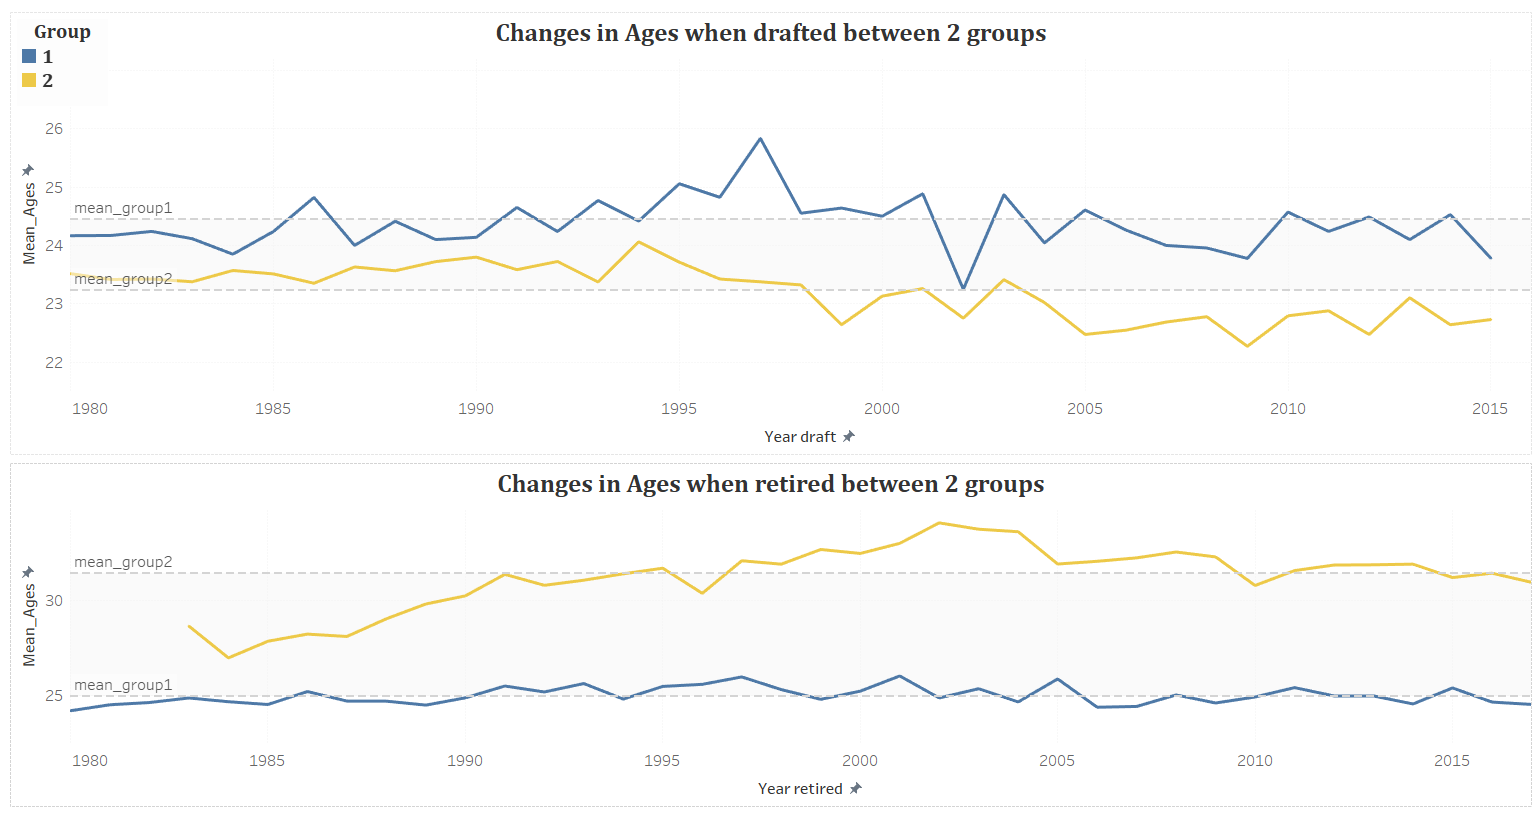 Group
1
2
Changes in Ages when drafted between 2 groups
Mean_Ages
26
25
24
23
22
mean_group1
mean_group2
1980 1985 1990 1995 2000 2005 2010 2015
Year draft
Changes in Ages when retired between 2 groups
Mean_Ages
mean_group2
30
mean_group1
25
1980 1985 1990 1995 2000 2005 2010 2015
Year retired